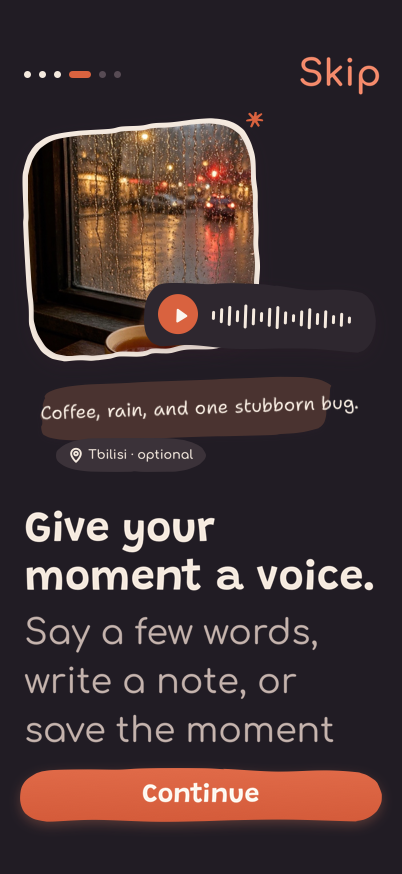 Skip
Coffee, rain, and one stubborn bug.
Tbilisi · optional
Give your
moment a voice.
Say a few words,
write a note, or
save the moment
Continue